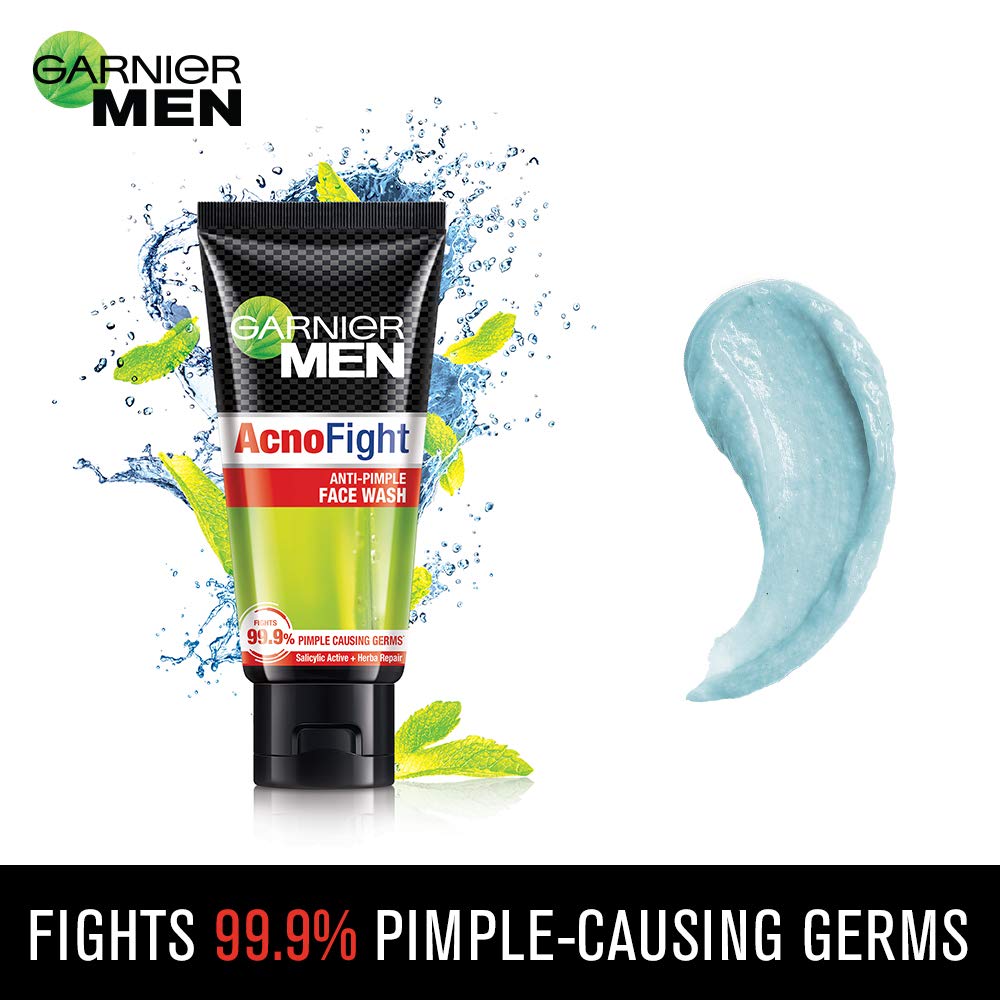 GARNIER
MEN
GARNIER
MEN
AcnoFight
ANTI-PIMPLE
FACE WASH
FIGHTS
99.9% PIMPLE CAUSING GERMS*
Salicylic Active + Herba Repair
FIGHTS 99.9% PIMPLE-CAUSING GERMS